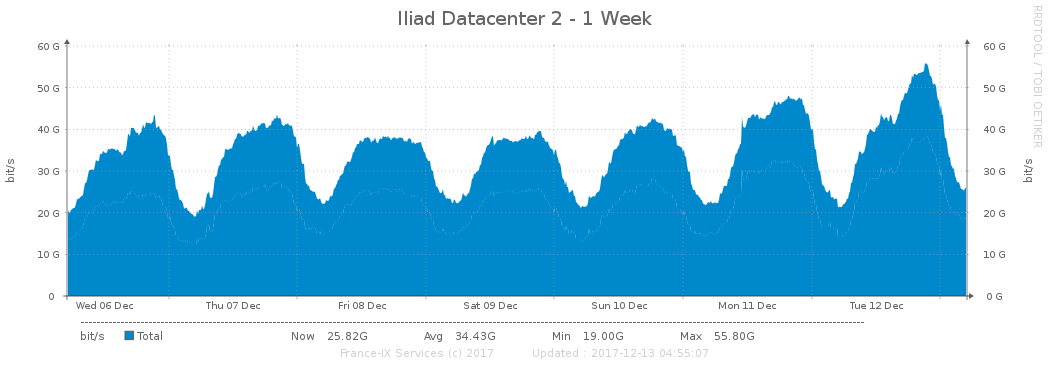 Iliad Datacenter 2 - 1 Week
RRDTOOL / TOBI OETIKER
60 G 60 G
50 G 50 G
40 G 40 G
30 G 30 G
20 G 20 G
10 G 10 G
0 0 G
bit/s
bit/s
Wed 06 Dec Thu 07 Dec Fri 08 Dec Sat 09 Dec Sun 10 Dec Mon 11 Dec Tue 12 Dec
bit/s Total Now 25.82G Avg 34.43G Min 19.00G Max 55.80G
France-IX Services (c) 2017 Updated : 2017-12-13 04:55:07